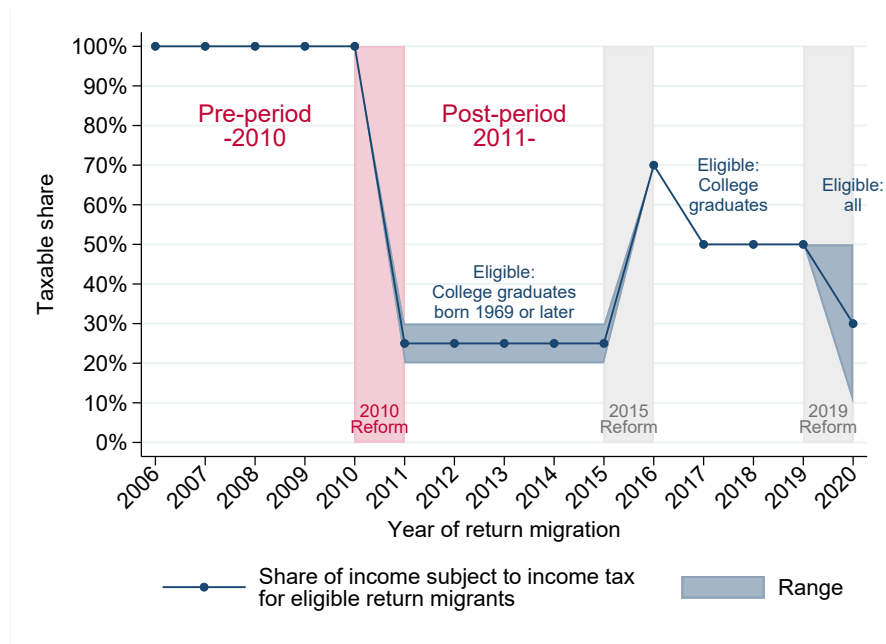 100%
90%
80%
70%
60%
50%
40%
30%
20%
10%
0%
Taxable share
Pre-period
-2010
Post-period
2011-
Eligible:
College graduates
born 1969 or later
Eligible:
College
graduates
Eligible:
all
2010
Reform
2015
Reform
2019
Reform
2006 2007 2008 2009 2010 2011 2012 2013 2014 2015 2016 2017 2018 2019 2020
Year of return migration
Share of income subject to income tax
for eligible return migrants
Range